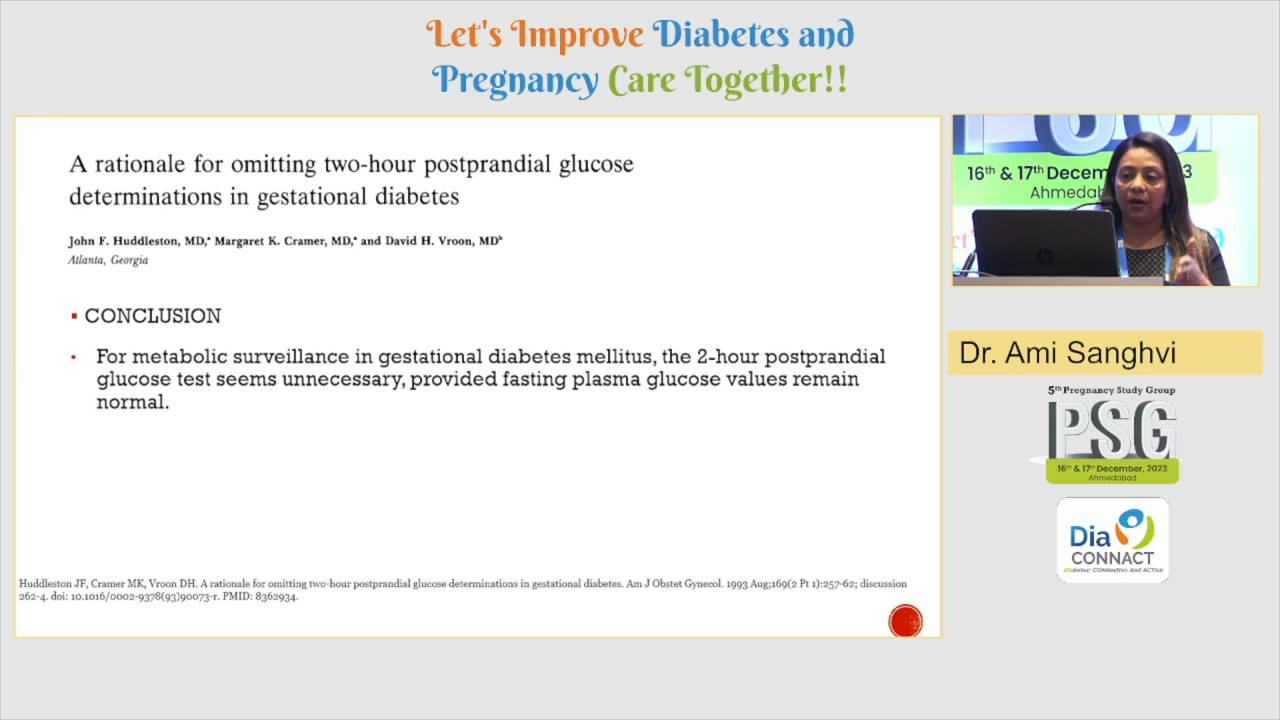 Let's Improve Diabetes and
Pregnancy Care Together!!
A rationale for omitting two-hour postprandial glucose
determinations in gestational diabetes
John F. Huddleston, MD,ᵃ Margaret K. Cramer, MD,ᵃ and David H. Vroon, MDᵇ
Atlanta, Georgia
▪ CONCLUSION
• For metabolic surveillance in gestational diabetes mellitus, the 2-hour postprandial
glucose test seems unnecessary, provided fasting plasma glucose values remain
normal.
Huddleston JF, Cramer MK, Vroon DH. A rationale for omitting two-hour postprandial glucose determinations in gestational diabetes. Am J Obstet Gynecol. 1993 Aug;169(2 Pt 1):257-62; discussion
262-4. doi: 10.1016/0002-9378(93)90073-r. PMID: 8362934.
16th & 17th Decem 3
Ahmedab
hp
Dr. Ami Sanghvi
5th Pregnancy Study Group
PSG
16th & 17th December, 2023
Ahmedabad
Dia
CONNACT
Diabetes: CONNection And ACTion